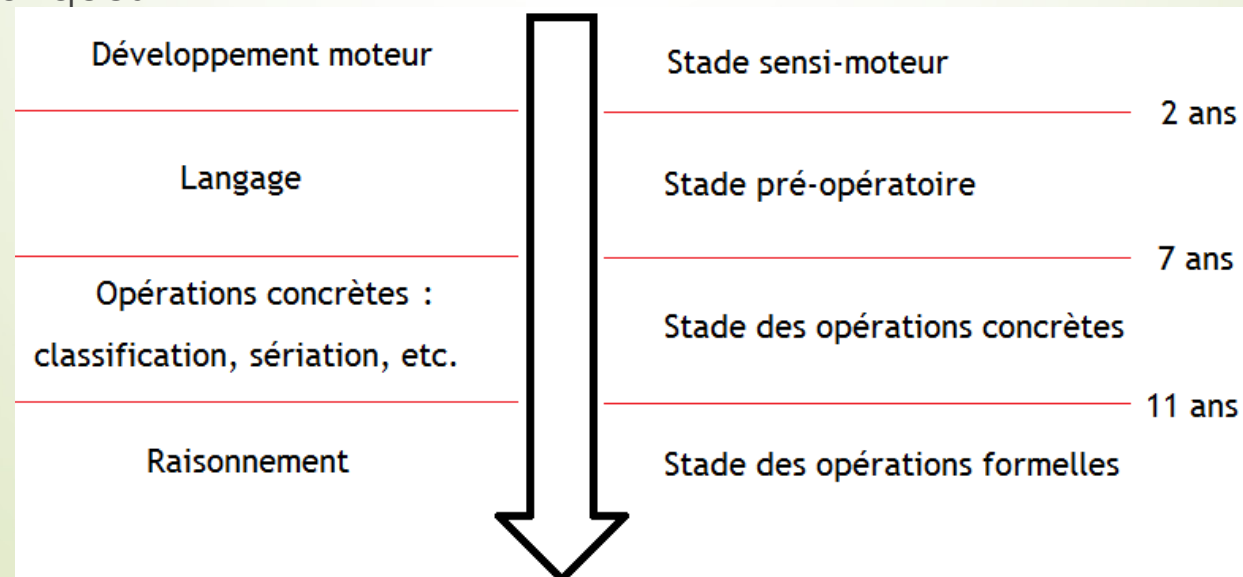 Développement moteur
Stade sensi-moteur
2 ans
Langage
Stade pré-opératoire
7 ans
Opérations concrètes :
classification, sériation, etc.
Stade des opérations concrètes
11 ans
Raisonnement
Stade des opérations formelles